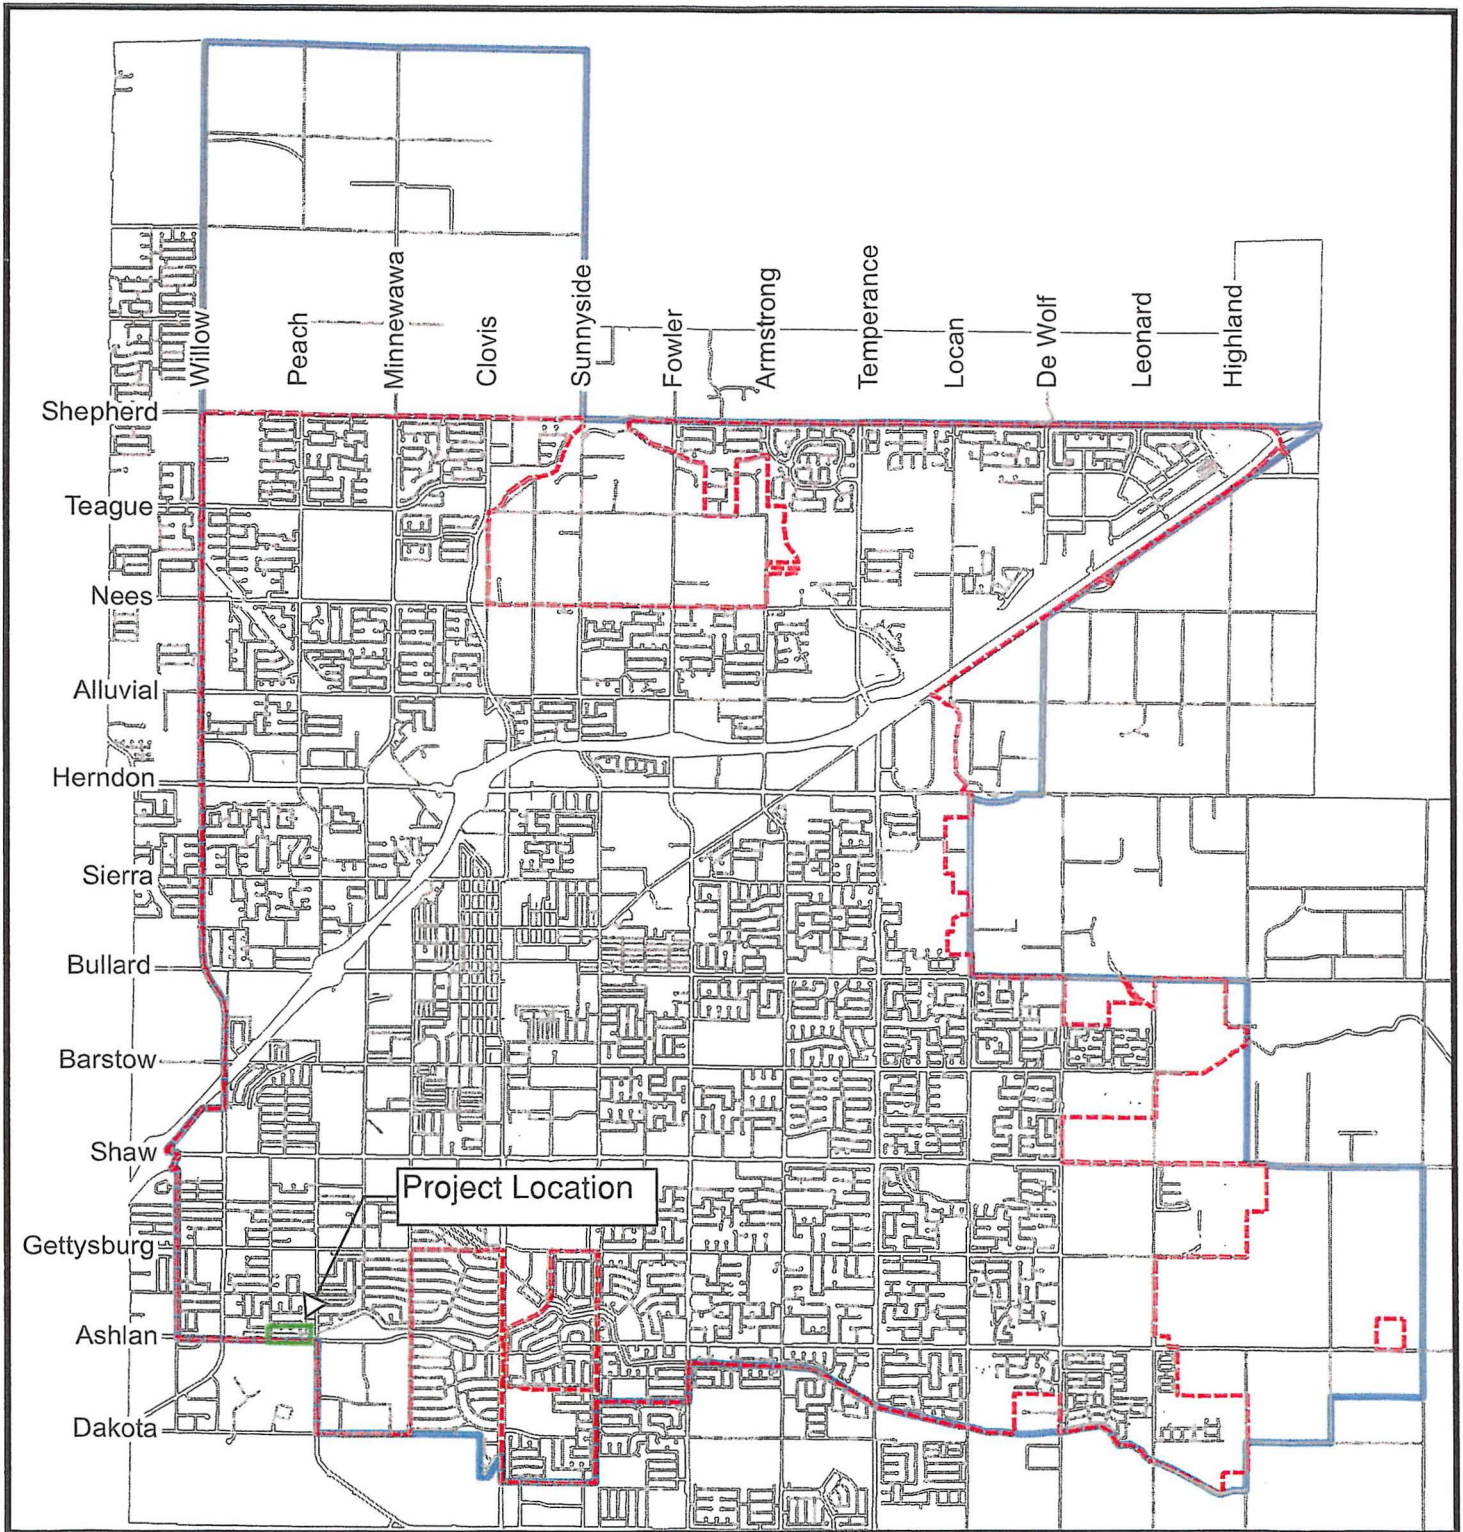 Willow
Peach
Minnewawa
Clovis
Sunnyside
Fowler
Armstrong
Temperance
Locan
De Wolf
Leonard
Highland
Shepherd
Teague
Nees
Alluvial
Herndon
Sierra
Bullard
Barstow
Shaw
Project Location
Gettysburg
Ashlan
Dakota